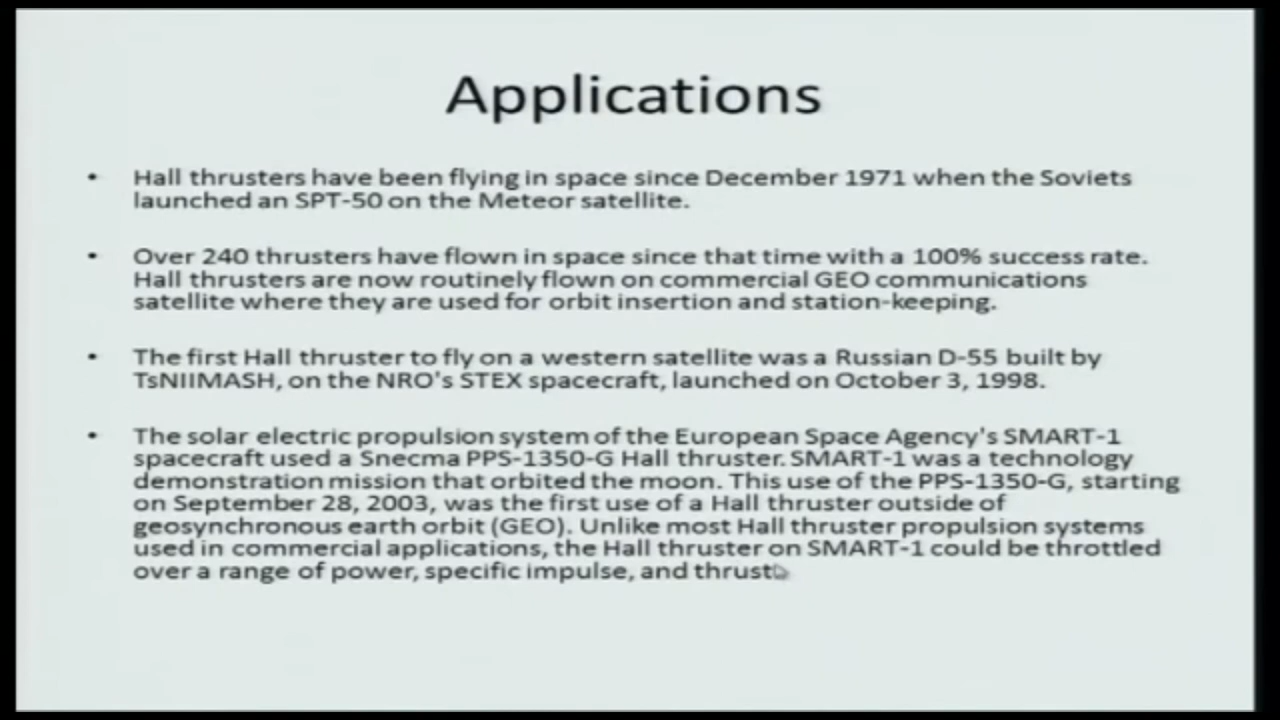 Applications
• Hall thrusters have been flying in space since December 1971 when the Soviets
launched an SPT-50 on the Meteor satellite.
• Over 240 thrusters have flown in space since that time with a 100% success rate.
Hall thrusters are now routinely flown on commercial GEO communications
satellite where they are used for orbit insertion and station-keeping.
• The first Hall thruster to fly on a western satellite was a Russian D-55 built by
TsNIIMASH, on the NRO's STEX spacecraft, launched on October 3, 1998.
• The solar electric propulsion system of the European Space Agency's SMART-1
spacecraft used a Snecma PPS-1350-G Hall thruster. SMART-1 was a technology
demonstration mission that orbited the moon. This use of the PPS-1350-G, starting
on September 28, 2003, was the first use of a Hall thruster outside of
geosynchronous earth orbit (GEO). Unlike most Hall thruster propulsion systems
used in commercial applications, the Hall thruster on SMART-1 could be throttled
over a range of power, specific impulse, and thrust